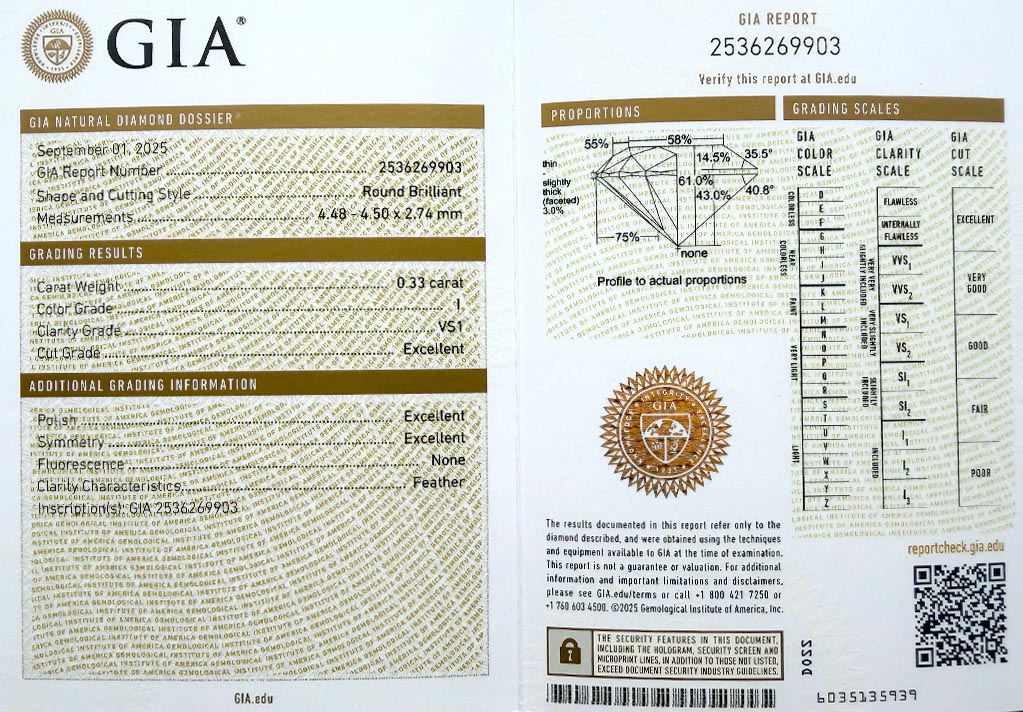 GIA®
GIA NATURAL DIAMOND DOSSIER®
September 01, 2025
GIA Report Number 2536269903
Shape and Cutting Style Round Brilliant
Measurements 4.48 - 4.50 x 2.74 mm
GRADING RESULTS
Carat Weight 0.33 carat
Color Grade I
Clarity Grade VS1
Cut Grade Excellent
ADDITIONAL GRADING INFORMATION
Polish Excellent
Symmetry Excellent
Fluorescence None
Clarity Characteristics Feather
Inscription(s): GIA 2536269903
GIA.edu
GIA REPORT
2536269903
Verify this report at GIA.edu
PROPORTIONS
55%
58%
14.5%
35.5°
thin
-
slightly
thick
(faceted)
3.0%
61.0%
43.0%
40.8°
75%
none
Profile to actual proportions
GIA
The results documented in this report refer only to the
diamond described, and were obtained using the techniques
and equipment available to GIA at the time of examination.
This report is not a guarantee or valuation. For additional
information and important limitations and disclaimers,
please see GIA.edu/terms or call +1 800 421 7250 or
+1 760 603 4500. ©2025 Gemological Institute of America, Inc.
THE SECURITY FEATURES IN THIS DOCUMENT,
INCLUDING THE HOLOGRAM, SECURITY SCREEN AND
MICROPRINT LINES, IN ADDITION TO THOSE NOT LISTED,
EXCEED DOCUMENT SECURITY INDUSTRY GUIDELINES.
GRADING SCALES
GIA
COLOR
SCALE
COLORLESS
D
E
F
NEAR COLORLESS
G
H
I
J
FAINT
K
L
M
VERY LIGHT
N
O
P
Q
R
LIGHT
S
T
U
V
W
X
Y
Z
GIA
CLARITY
SCALE
FLAWLESS
INTERNALLY
FLAWLESS
VERY VERY
SLIGHTLY INCLUDED
VVS1
VVS2
VERY SLIGHTLY
INCLUDED
VS1
VS2
SLIGHTLY
INCLUDED
SI1
SI2
INCLUDED
I1
I2
I3
GIA
CUT
SCALE
EXCELLENT
VERY
GOOD
GOOD
FAIR
POOR
reportcheck.gia.edu
6035135939